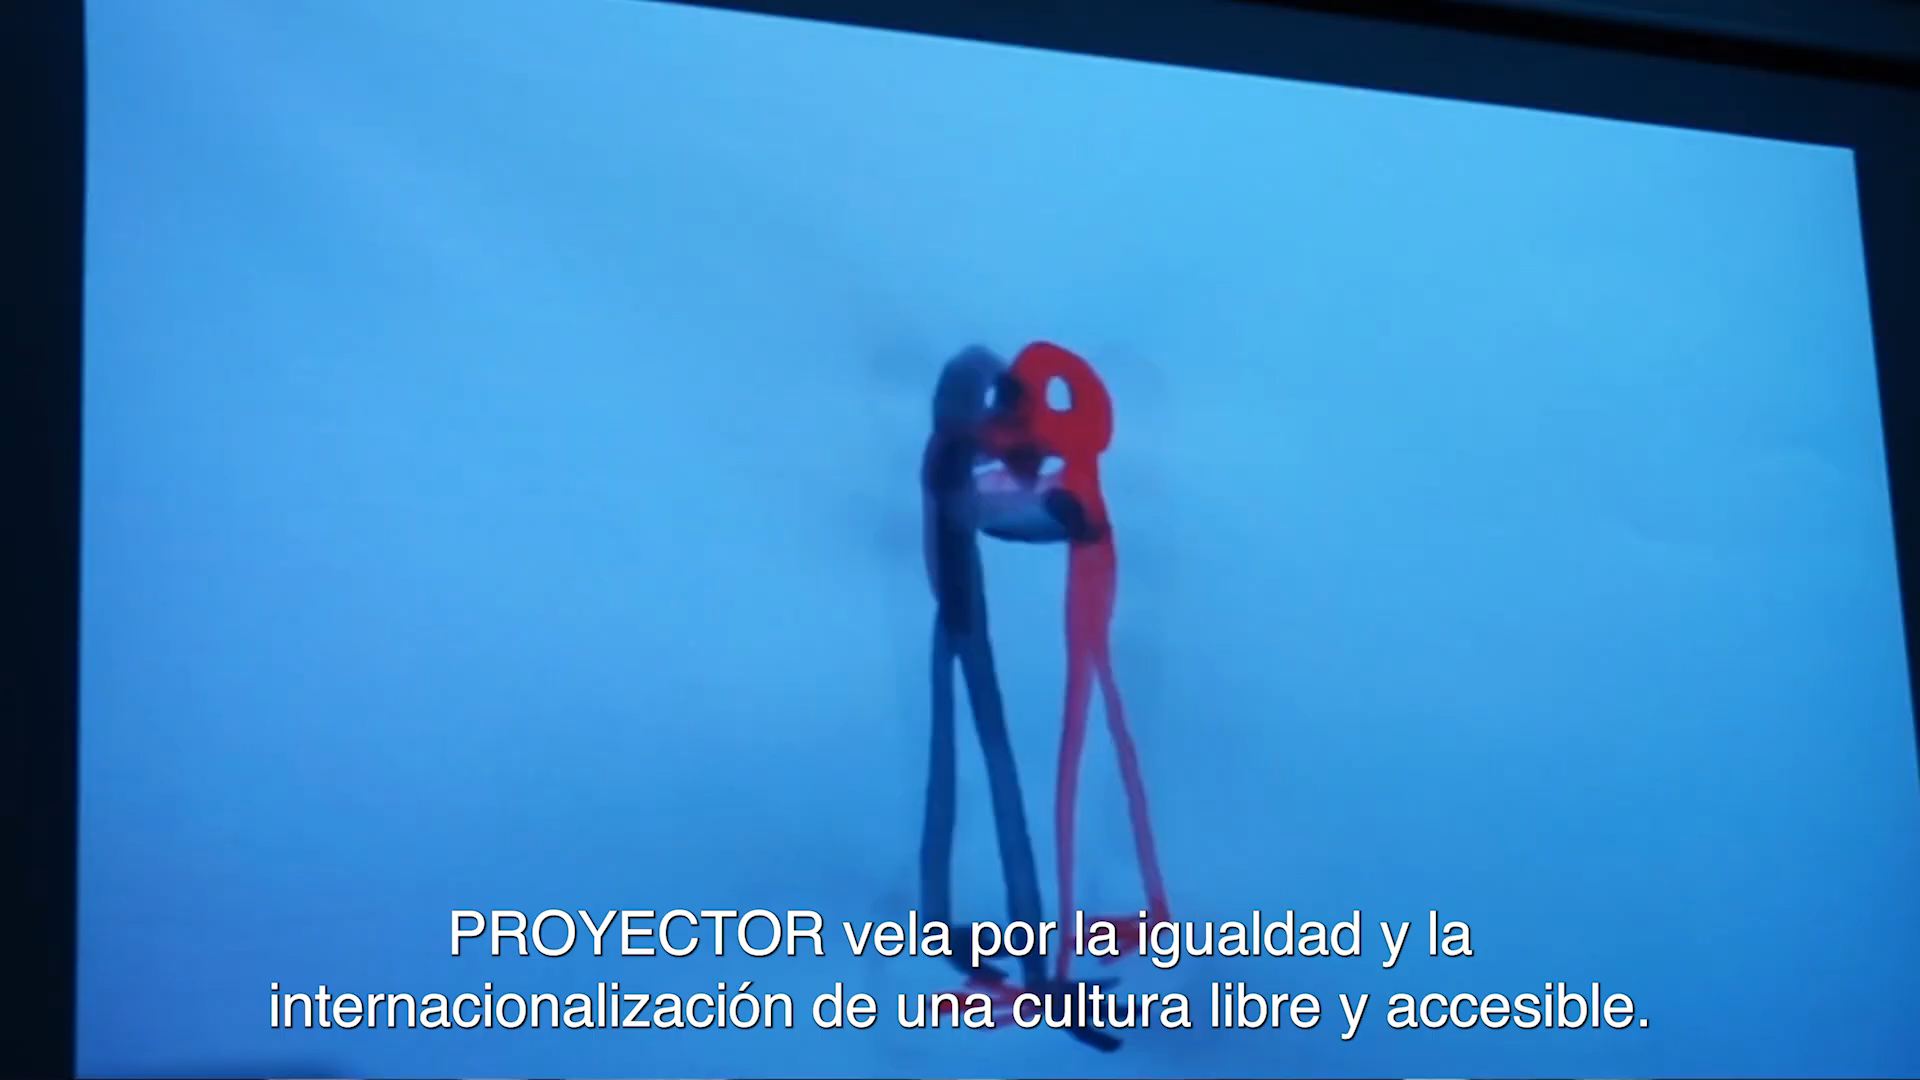 PROYECTOR vela por la igualdad y la
internacionalización de una cultura libre y accesible.